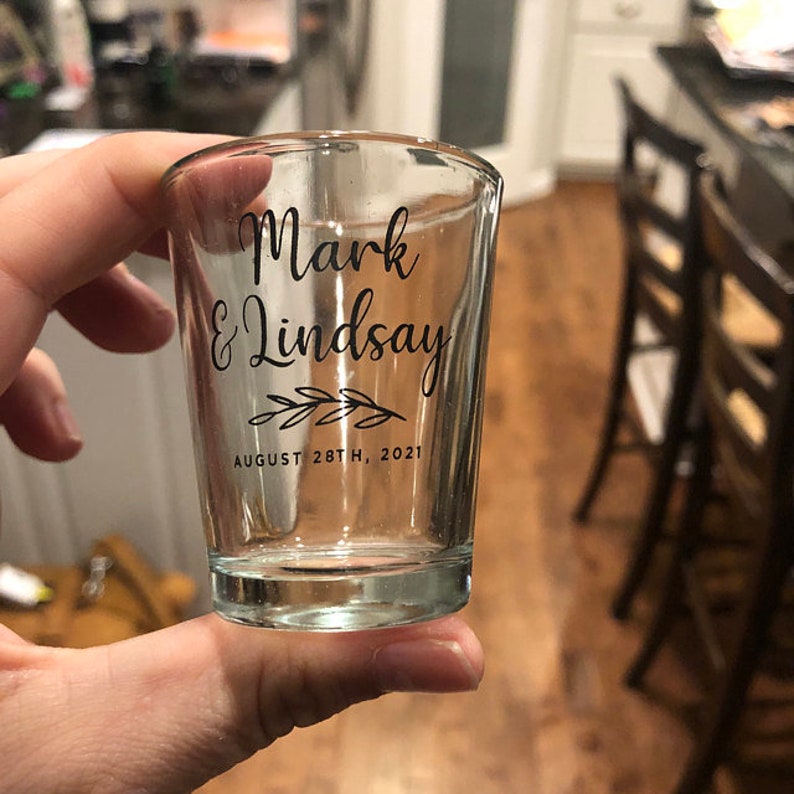 Mark
& Lindsay
AUGUST 28TH, 2021